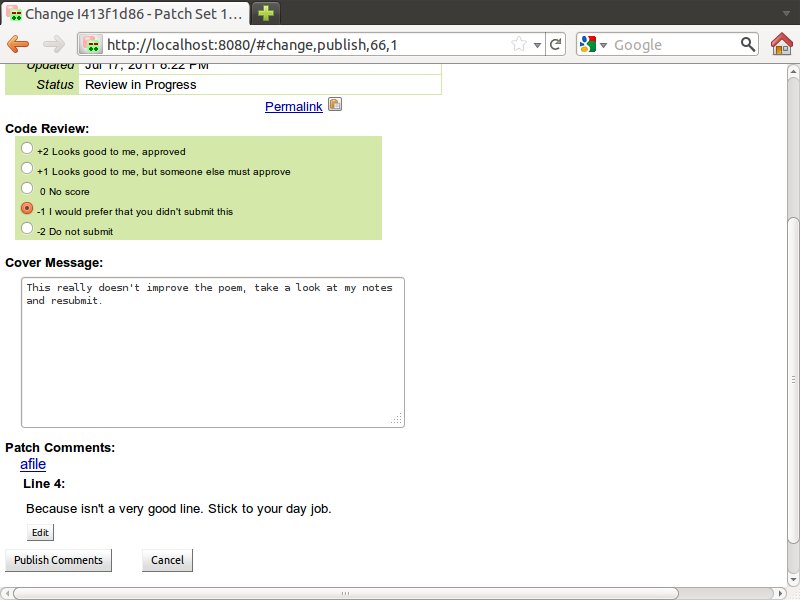 Change I413f1d86 - Patch Set 1...
http://localhost:8080/#change,publish,66,1
Google
Updated Jul 17, 2011 6:22 PM
Status Review in Progress
Permalink
Code Review:
+2 Looks good to me, approved
+1 Looks good to me, but someone else must approve
0 No score
-1 I would prefer that you didn't submit this
-2 Do not submit
Cover Message:
This really doesn't improve the poem, take a look at my notes
and resubmit.
Patch Comments:
afile
Line 4:
Because isn't a very good line. Stick to your day job.
Edit
Publish Comments Cancel